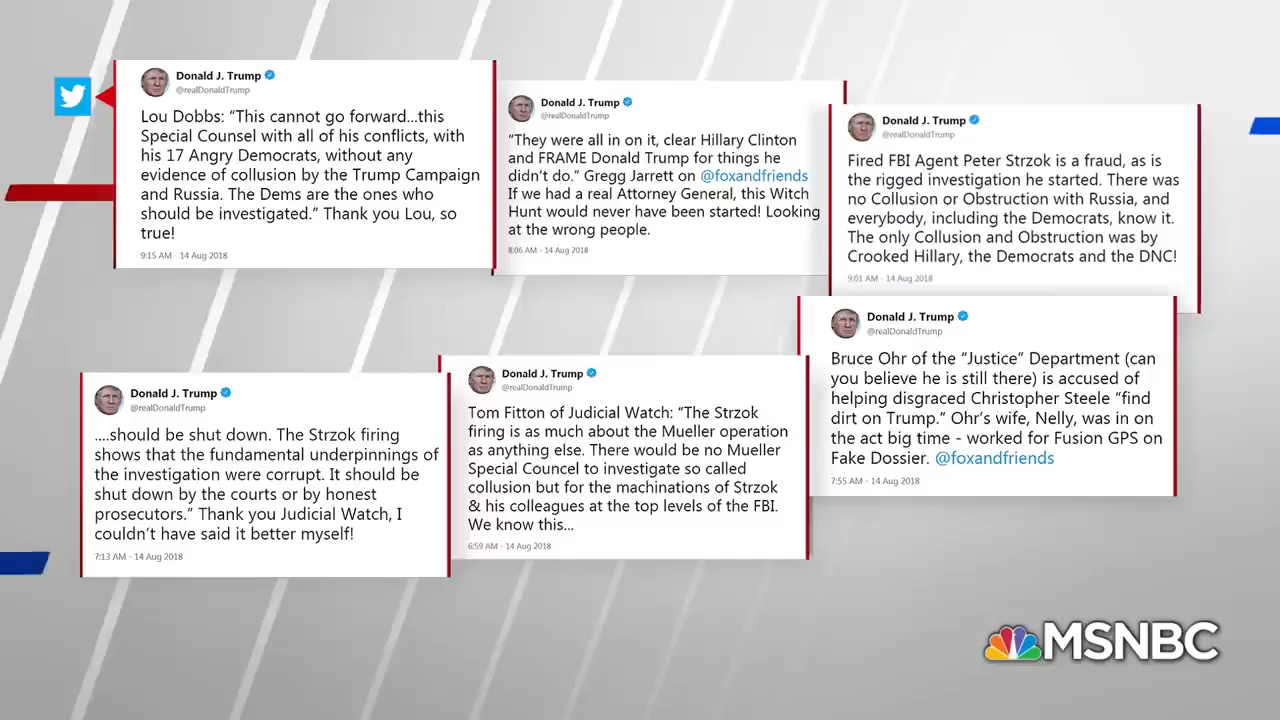 Donald J. Trump
@realDonaldTrump
Lou Dobbs: “This cannot go forward...this
Special Counsel with all of his conflicts, with
his 17 Angry Democrats, without any
evidence of collusion by the Trump Campaign
and Russia. The Dems are the ones who
should be investigated.” Thank you Lou, so
true!
9:15 AM - 14 Aug 2018
Donald J. Trump
@realDonaldTrump
“They were all in on it, clear Hillary Clinton
and FRAME Donald Trump for things he
didn’t do.” Gregg Jarrett on @foxandfriends
If we had a real Attorney General, this Witch
Hunt would never have been started! Looking
at the wrong people.
8:06 AM - 14 Aug 2018
Donald J. Trump
@realDonaldTrump
Fired FBI Agent Peter Strzok is a fraud, as is
the rigged investigation he started. There was
no Collusion or Obstruction with Russia, and
everybody, including the Democrats, know it.
The only Collusion and Obstruction was by
Crooked Hillary, the Democrats and the DNC!
9:01 AM - 14 Aug 2018
Donald J. Trump
@realDonaldTrump
....should be shut down. The Strzok firing
shows that the fundamental underpinnings of
the investigation were corrupt. It should be
shut down by the courts or by honest
prosecutors.” Thank you Judicial Watch, I
couldn’t have said it better myself!
7:13 AM - 14 Aug 2018
Donald J. Trump
@realDonaldTrump
Tom Fitton of Judicial Watch: “The Strzok
firing is as much about the Mueller operation
as anything else. There would be no Mueller
Special Councel to investigate so called
collusion but for the machinations of Strzok
& his colleagues at the top levels of the FBI.
We know this...
6:59 AM - 14 Aug 2018
Donald J. Trump
@realDonaldTrump
Bruce Ohr of the “Justice” Department (can
you believe he is still there) is accused of
helping disgraced Christopher Steele “find
dirt on Trump.“ Ohr’s wife, Nelly, was in on
the act big time - worked for Fusion GPS on
Fake Dossier. @foxandfriends
7:55 AM - 14 Aug 2018
MSNBC